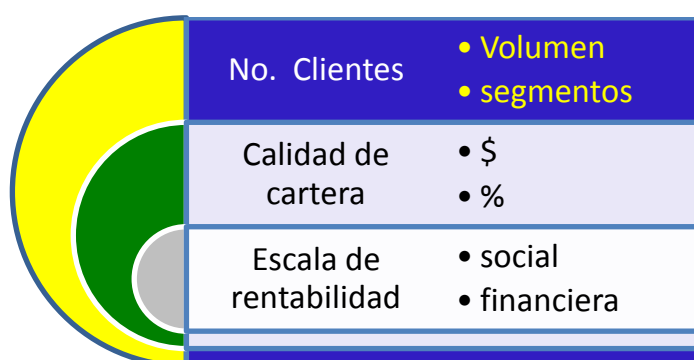 No. Clientes
• Volumen
• segmentos
Calidad de
cartera
• $
• %
Escala de
rentabilidad
• social
• financiera